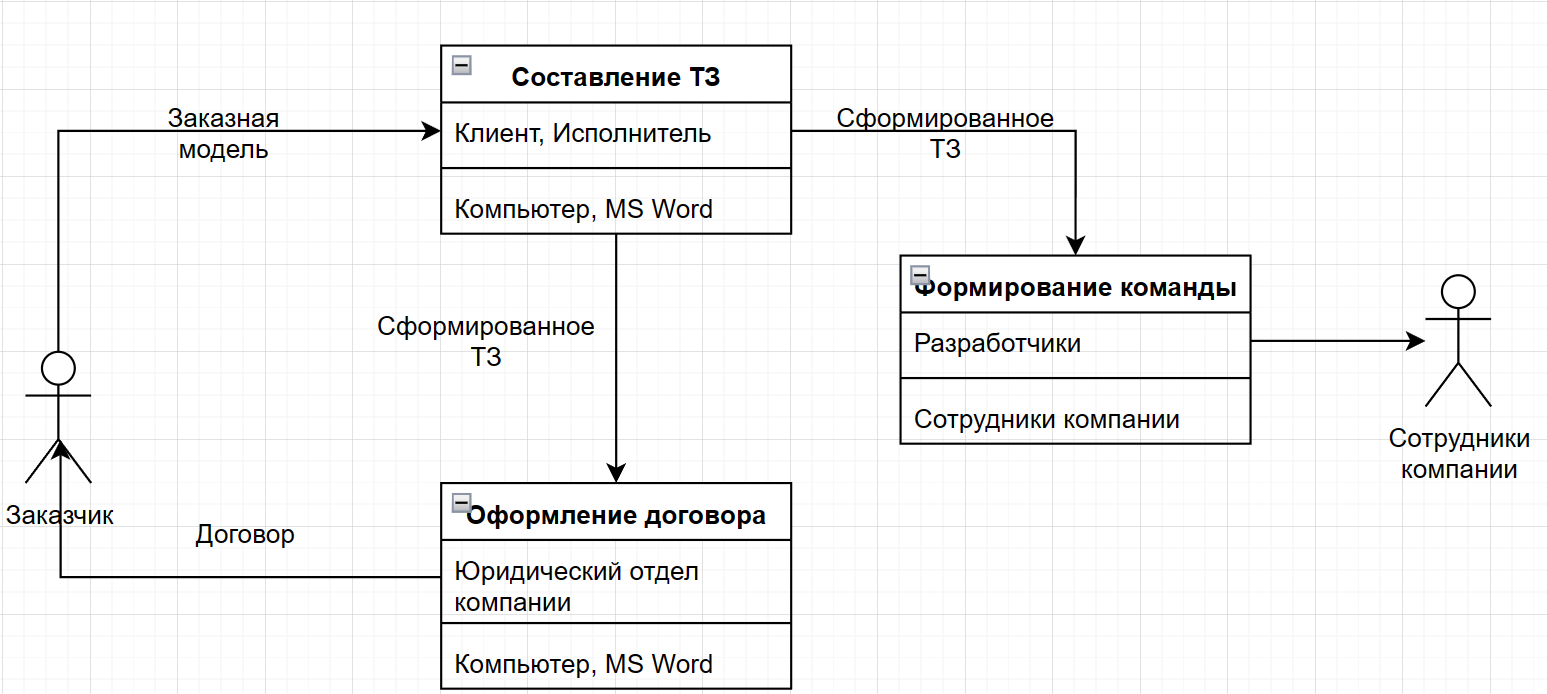 Составление ТЗ
Клиент, Исполнитель
Компьютер, MS Word
Заказная
модель
Сформированное
ТЗ
Формирование команды
Разработчики
Сотрудники компании
Сотрудники
компании
Сформированное
ТЗ
Заказчик
Договор
Оформление договора
Юридический отдел
компании
Компьютер, MS Word